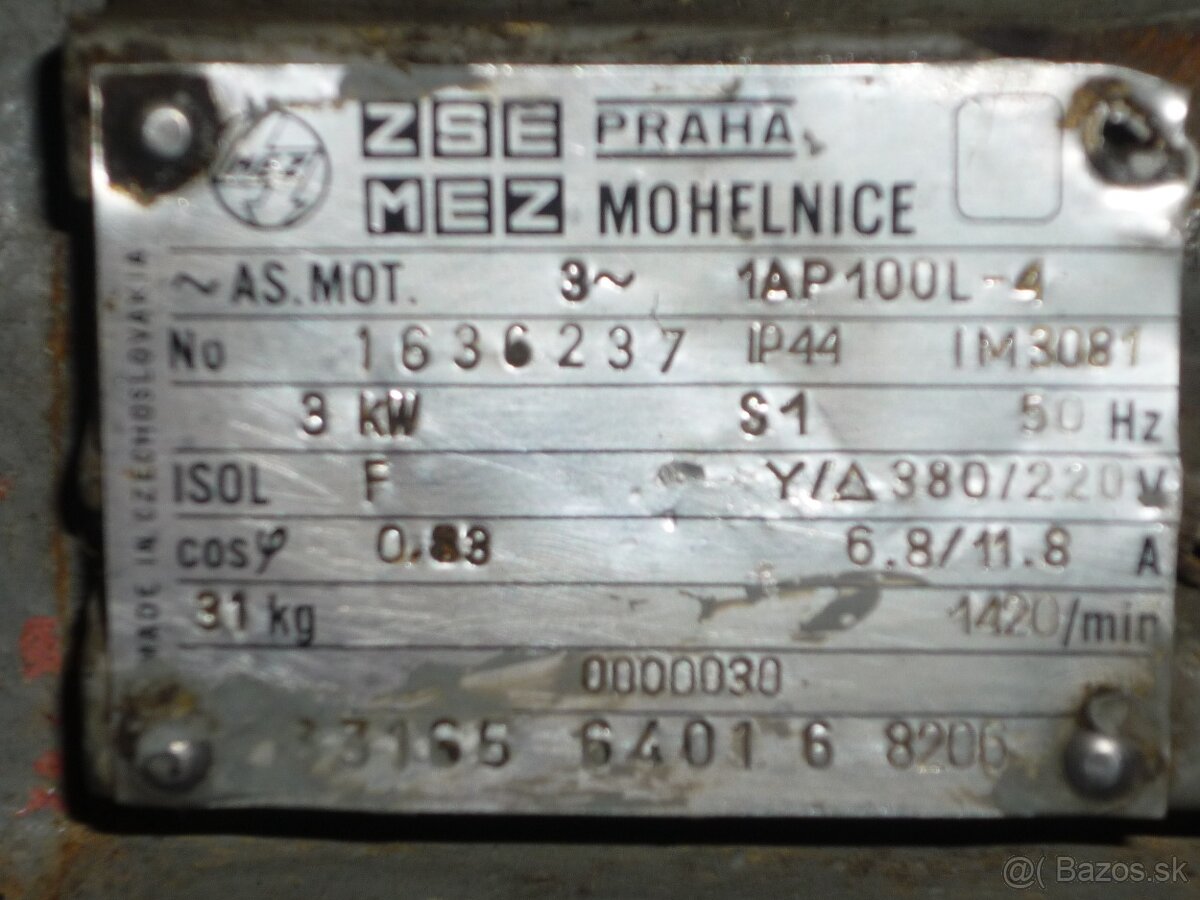 ZSE PRAHA
MEZ MOHELNICE
MADE IN CZECHOSLOVAKIA
~ AS. MOT. 3~ 1AP100L-4
No 1636237 IP44 IM3081
3 kW S1 50 Hz
ISOL F Y/Δ 380/220 V
cosφ 0.83 6.8/11.8 A
31 kg 1420/min
0000030
6401 6 8206
@( Bazos.sk